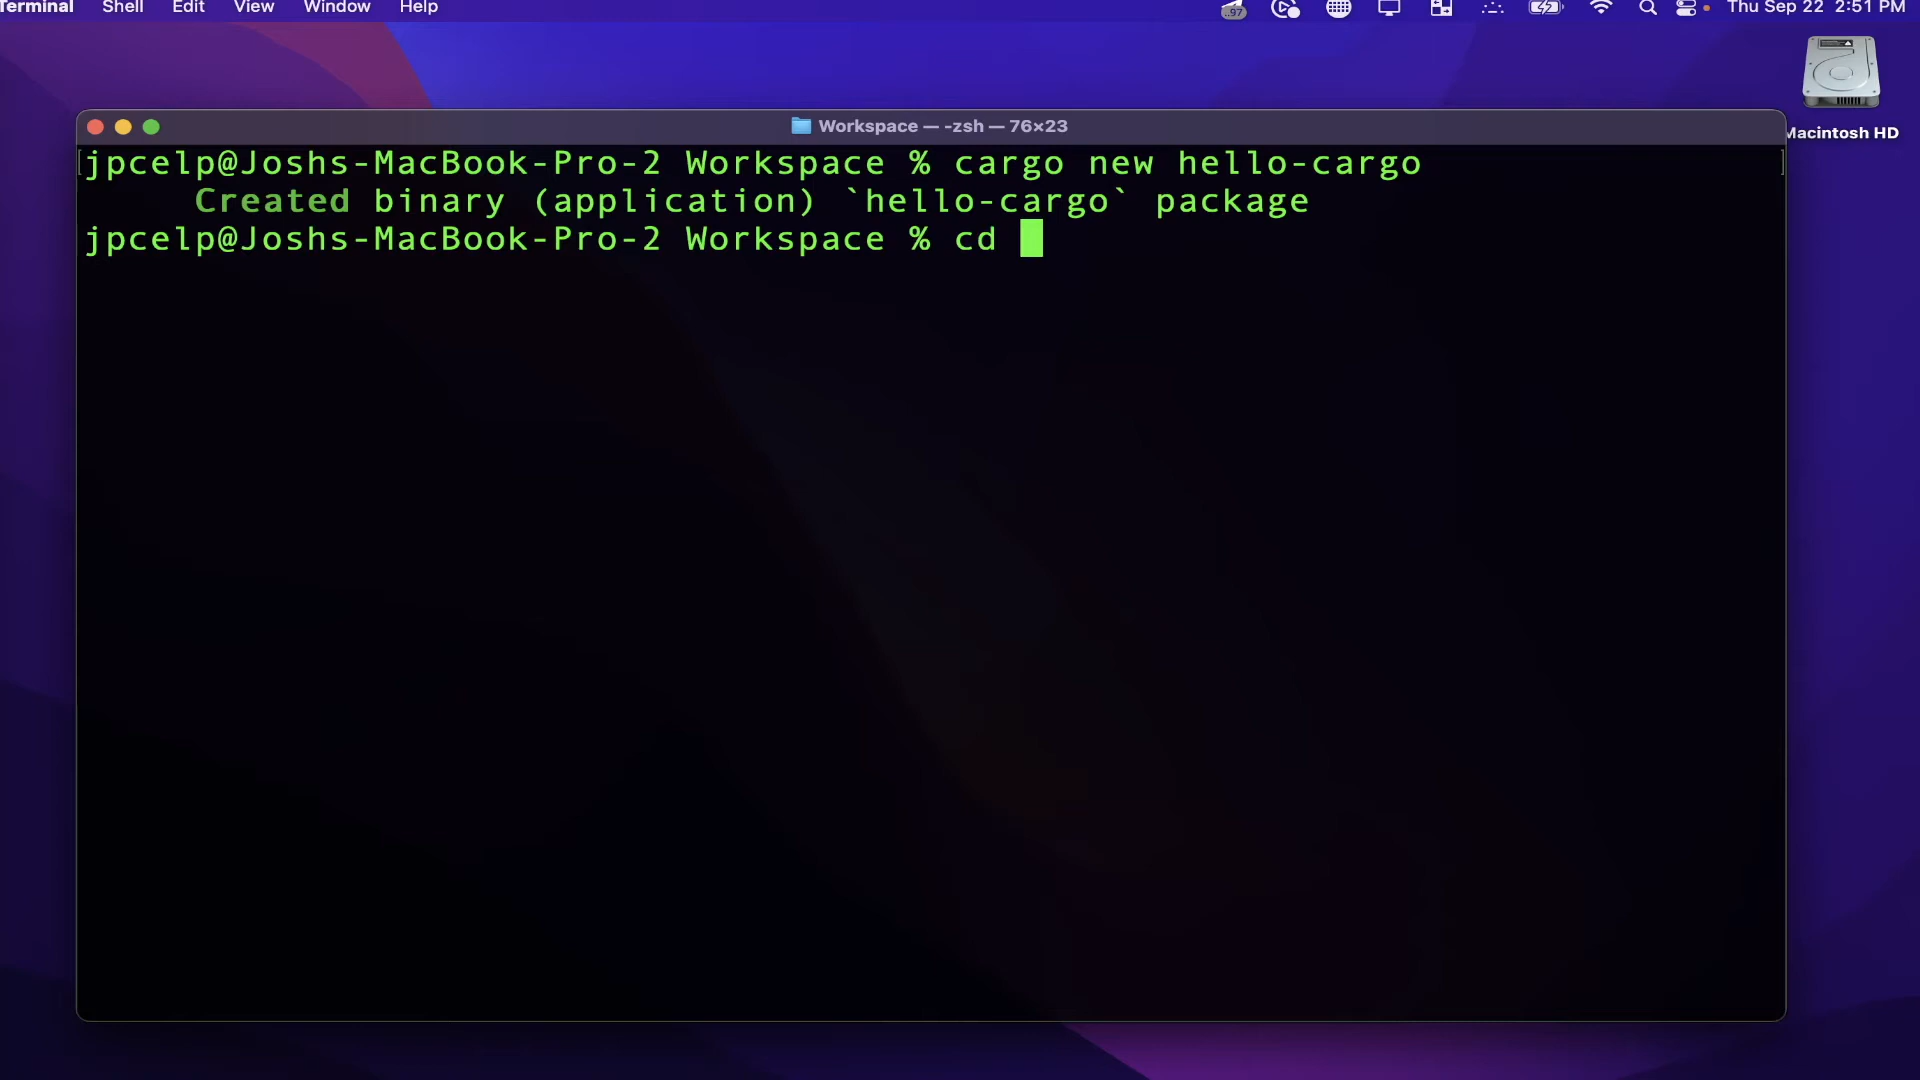 Terminal Shell Edit View Window Help ..97 Thu Sep 22 2:51 PM
Macintosh HD
Workspace — -zsh — 76×23
[jpcelp@Joshs-MacBook-Pro-2 Workspace % cargo new hello-cargo ]
Created binary (application) `hello-cargo` package
jpcelp@Joshs-MacBook-Pro-2 Workspace % cd